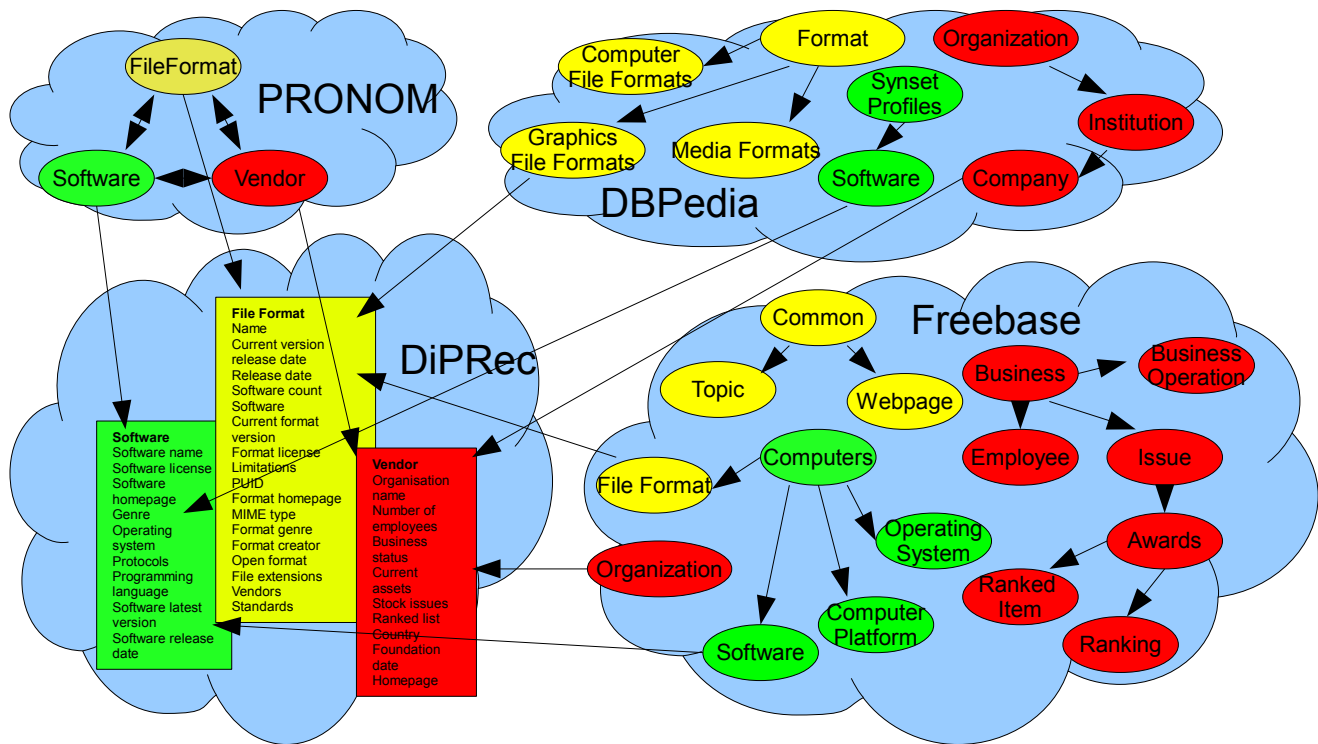 FileFormat
PRONOM
Software
Vendor
Format
Organization
Computer
File Formats
Synset
Profiles
Graphics
File Formats
Media Formats
Institution
Software
Company
DBPedia
DiPRec
File Format
Name
Current version
release date
Release date
Software count
Software
Current format
version
Format license
Limitations
PUID
Format homepage
MIME type
Format genre
Format creator
Open format
File extensions
Vendors
Standards
Software
Software name
Software license
Software
homepage
Genre
Operating
system
Protocols
Programming
language
Software latest
version
Software release
date
Vendor
Organisation
name
Number of
employees
Business
status
Current
assets
Stock issues
Ranked list
Country
Foundation
date
Homepage
Freebase
Common
Topic
Webpage
Business
Business
Operation
Employee
Issue
Computers
File Format
Operating
System
Awards
Organization
Ranked
Item
Computer
Platform
Software
Ranking